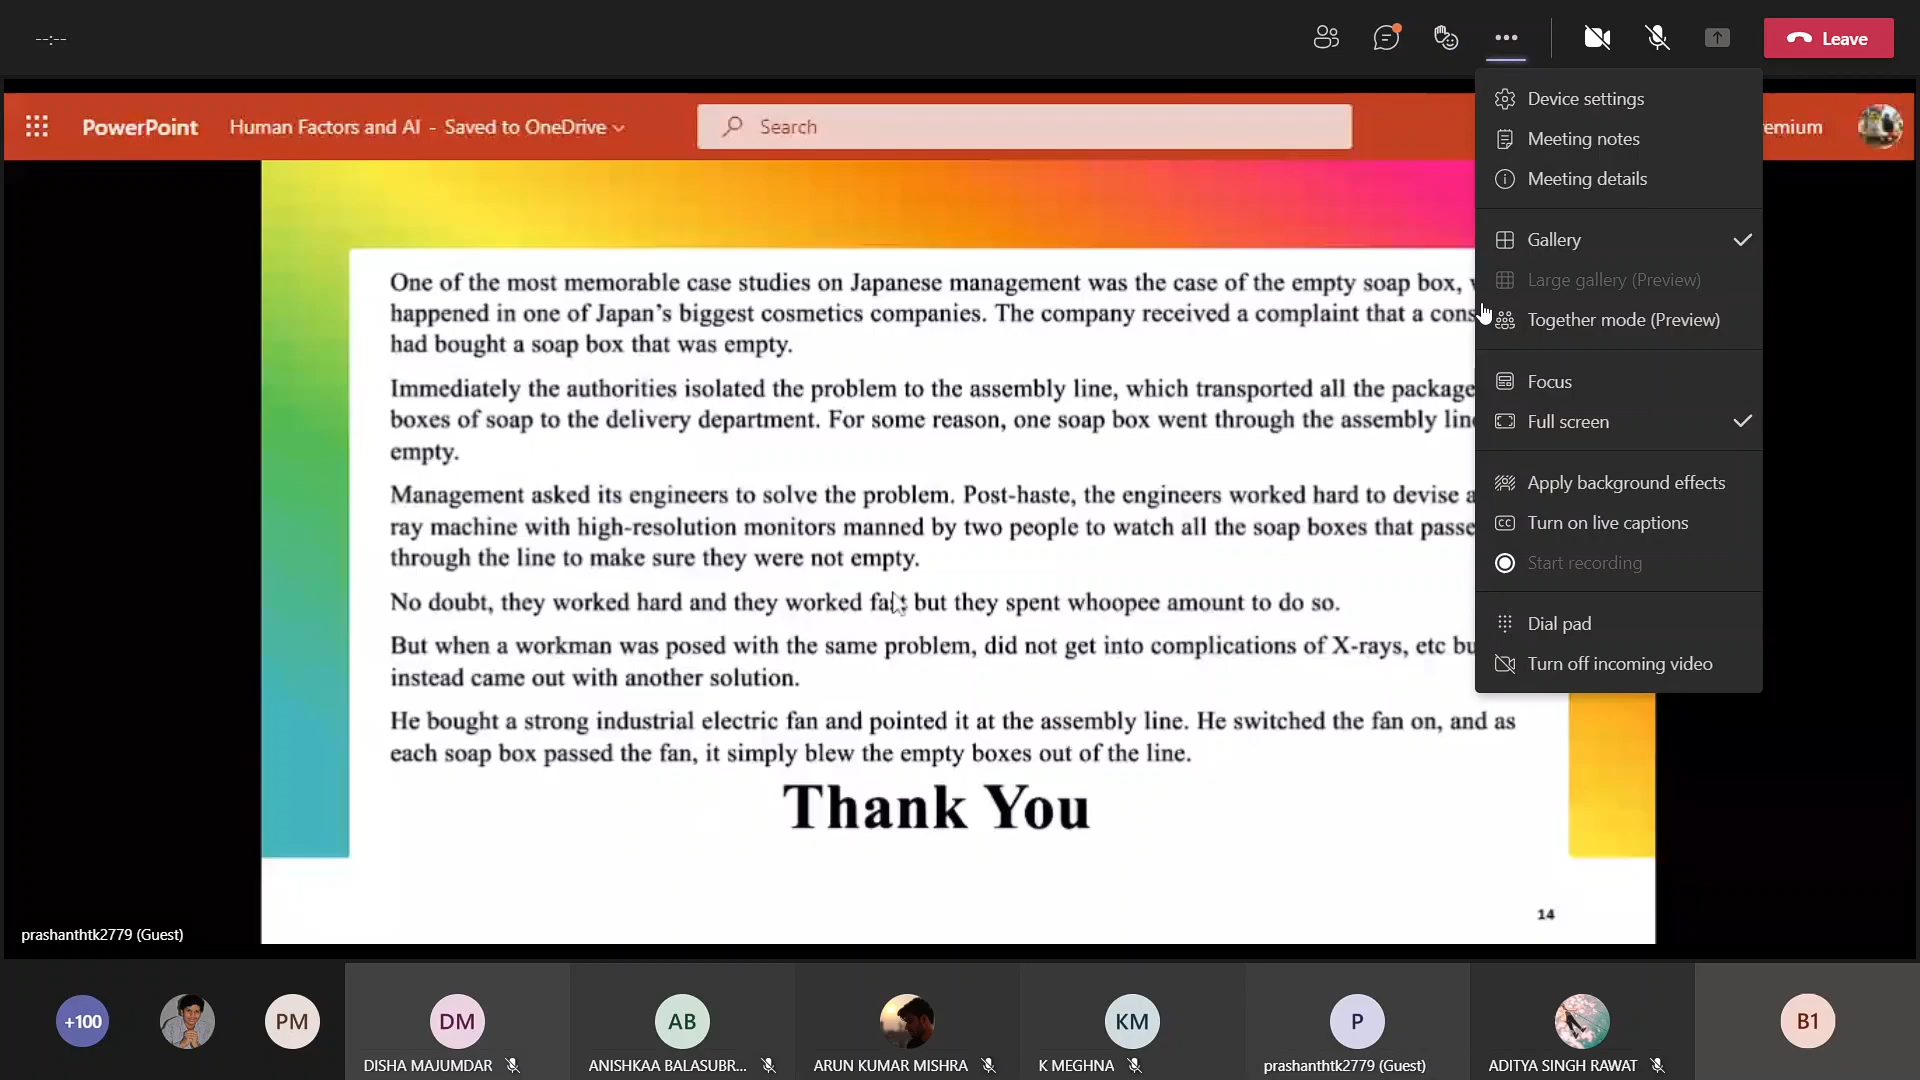 --:--
Leave
PowerPoint
Human Factors and AI - Saved to OneDrive
Search
Device settings
Meeting notes
Meeting details
Gallery
Large gallery (Preview)
Together mode (Preview)
Focus
Full screen
Apply background effects
CC
Turn on live captions
Start recording
Dial pad
Turn off incoming video
One of the most memorable case studies on Japanese management was the case of the empty soap box,
happened in one of Japan's biggest cosmetics companies. The company received a complaint that a
had bought a soap box that was empty.
Immediately the authorities isolated the problem to the assembly line, which transported all the
boxes of soap to the delivery department. For some reason, one soap box went through the assembly
empty.
Management asked its engineers to solve the problem. Post-haste, the engineers worked hard to devise
ray machine with high-resolution monitors manned by two people to watch all the soap boxes that
through the line to make sure they were not empty.
No doubt, they worked hard and they worked fast but they spent whoopee amount to do so.
But when a workman was posed with the same problem, did not get into complications of X-rays, etc
instead came out with another solution.
He bought a strong industrial electric fan and pointed it at the assembly line. He switched the fan on, and as
each soap box passed the fan, it simply blew the empty boxes out of the line.
Thank You
14
prashanthtk2779 (Guest)
+100
PM
DM
AB
KM
P
B1
DISHA MAJUMDAR
ANISHKAA BALASUBR...
ARUN KUMAR MISHRA
K MEGHNA
prashanthtk2779 (Guest)
ADITYA SINGH RAWAT